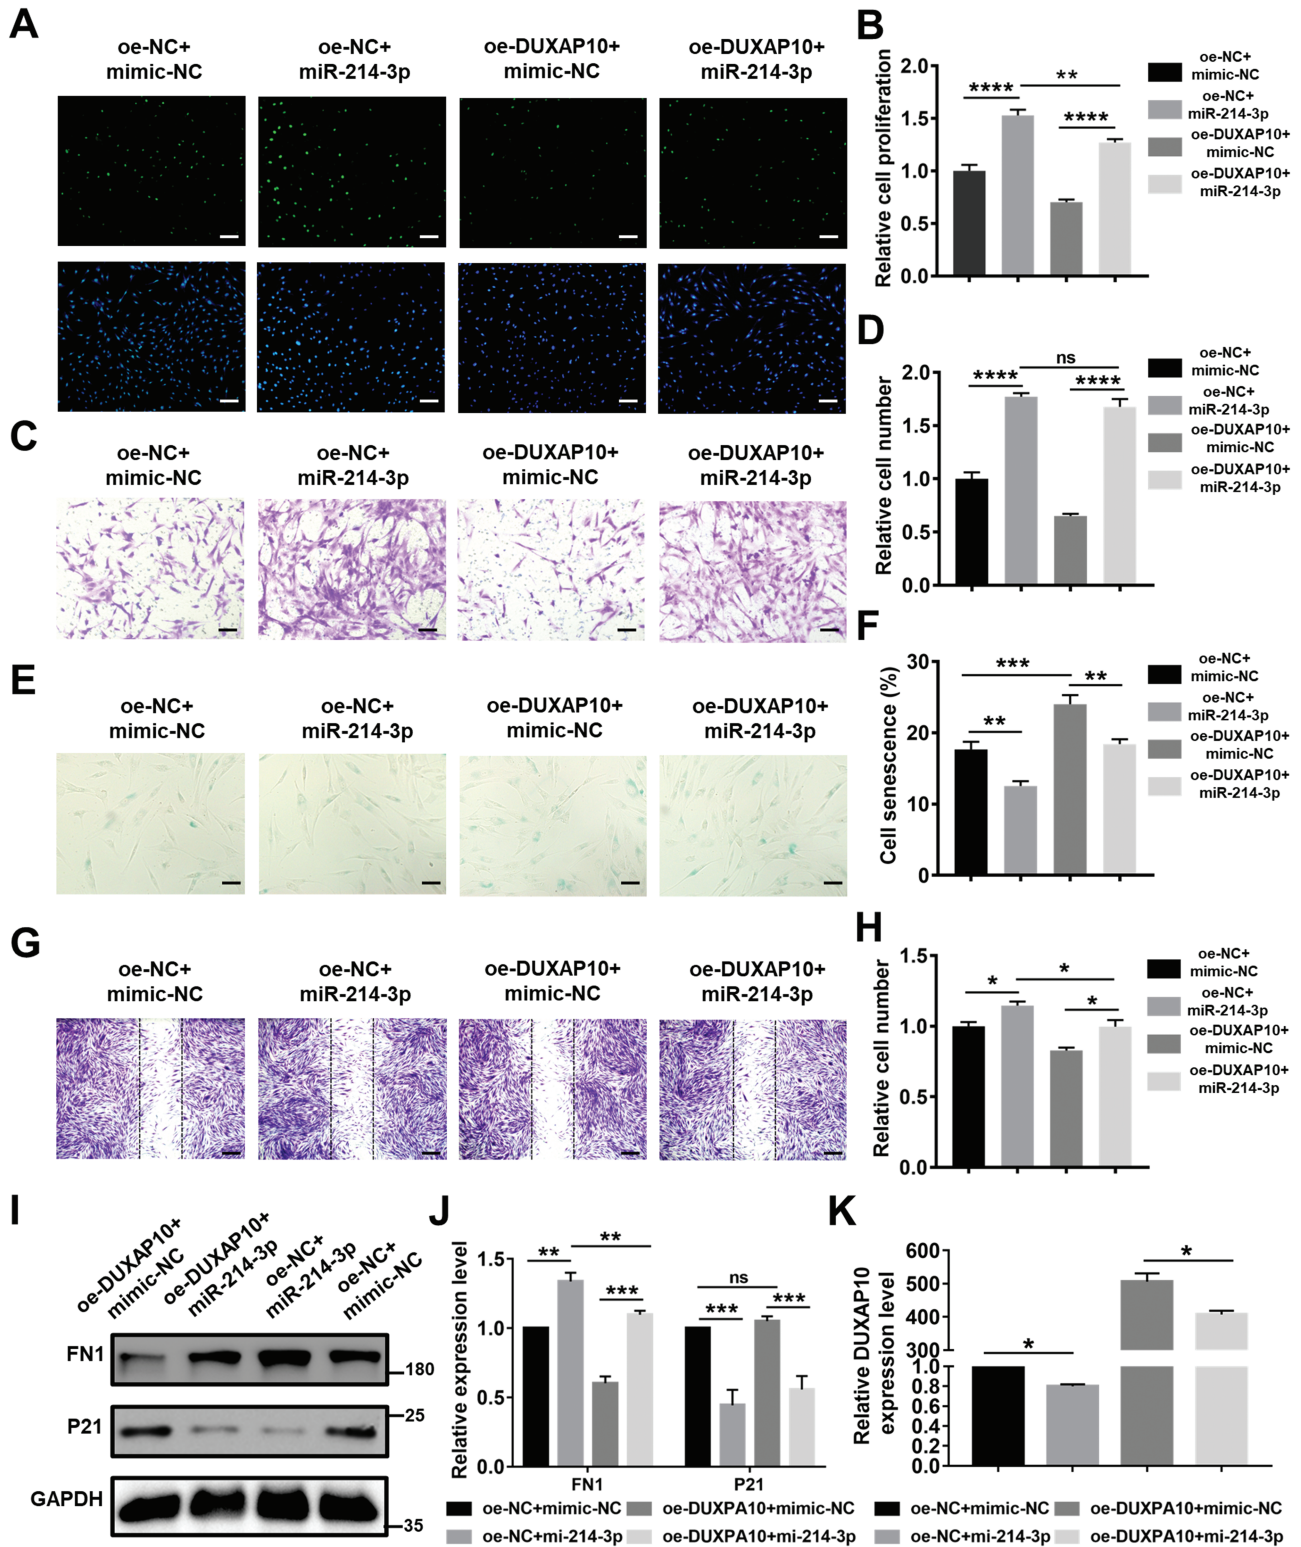 A
oe-NC+
mimic-NC
oe-NC+
miR-214-3p
oe-DUXAP10+
mimic-NC
oe-DUXAP10+
miR-214-3p
B
Relative cell proliferation
2.0
1.5
1.0
0.5
0.0
****
**
****
oe-NC+
mimic-NC
oe-NC+
miR-214-3p
oe-DUXAP10+
mimic-NC
oe-DUXAP10+
miR-214-3p
C
oe-NC+
mimic-NC
oe-NC+
miR-214-3p
oe-DUXAP10+
mimic-NC
oe-DUXAP10+
miR-214-3p
D
Relative cell number
2.0
1.5
1.0
0.5
0.0
****
ns
****
oe-NC+
mimic-NC
oe-NC+
miR-214-3p
oe-DUXAP10+
mimic-NC
oe-DUXAP10+
miR-214-3p
E
oe-NC+
mimic-NC
oe-NC+
miR-214-3p
oe-DUXAP10+
mimic-NC
oe-DUXAP10+
miR-214-3p
F
Cell senescence (%)
30
20
10
0
***
**
**
oe-NC+
mimic-NC
oe-NC+
miR-214-3p
oe-DUXAP10+
mimic-NC
oe-DUXAP10+
miR-214-3p
G
oe-NC+
mimic-NC
oe-NC+
miR-214-3p
oe-DUXAP10+
mimic-NC
oe-DUXAP10+
miR-214-3p
H
Relative cell number
1.5
1.0
0.5
0.0
*
*
*
oe-NC+
mimic-NC
oe-NC+
miR-214-3p
oe-DUXAP10+
mimic-NC
oe-DUXAP10+
miR-214-3p
I
oe-DUXAP10+
mimic-NC
oe-DUXAP10+
miR-214-3p
oe-NC+
miR-214-3p
oe-NC+
mimic-NC
FN1
180
P21
25
GAPDH
35
J
Relative expression level
1.5
1.0
0.5
0.0
**
**
***
ns
***
***
FN1
P21
oe-NC+mimic-NC
oe-DUXPA10+mimic-NC
oe-NC+mi-214-3p
oe-DUXPA10+mi-214-3p
K
Relative DUXAP10
expression level
600
500
400
300
1.0
0.8
0.6
0.4
0.2
0.0
*
*
oe-NC+mimic-NC
oe-DUXPA10+mimic-NC
oe-NC+mi-214-3p
oe-DUXPA10+mi-214-3p